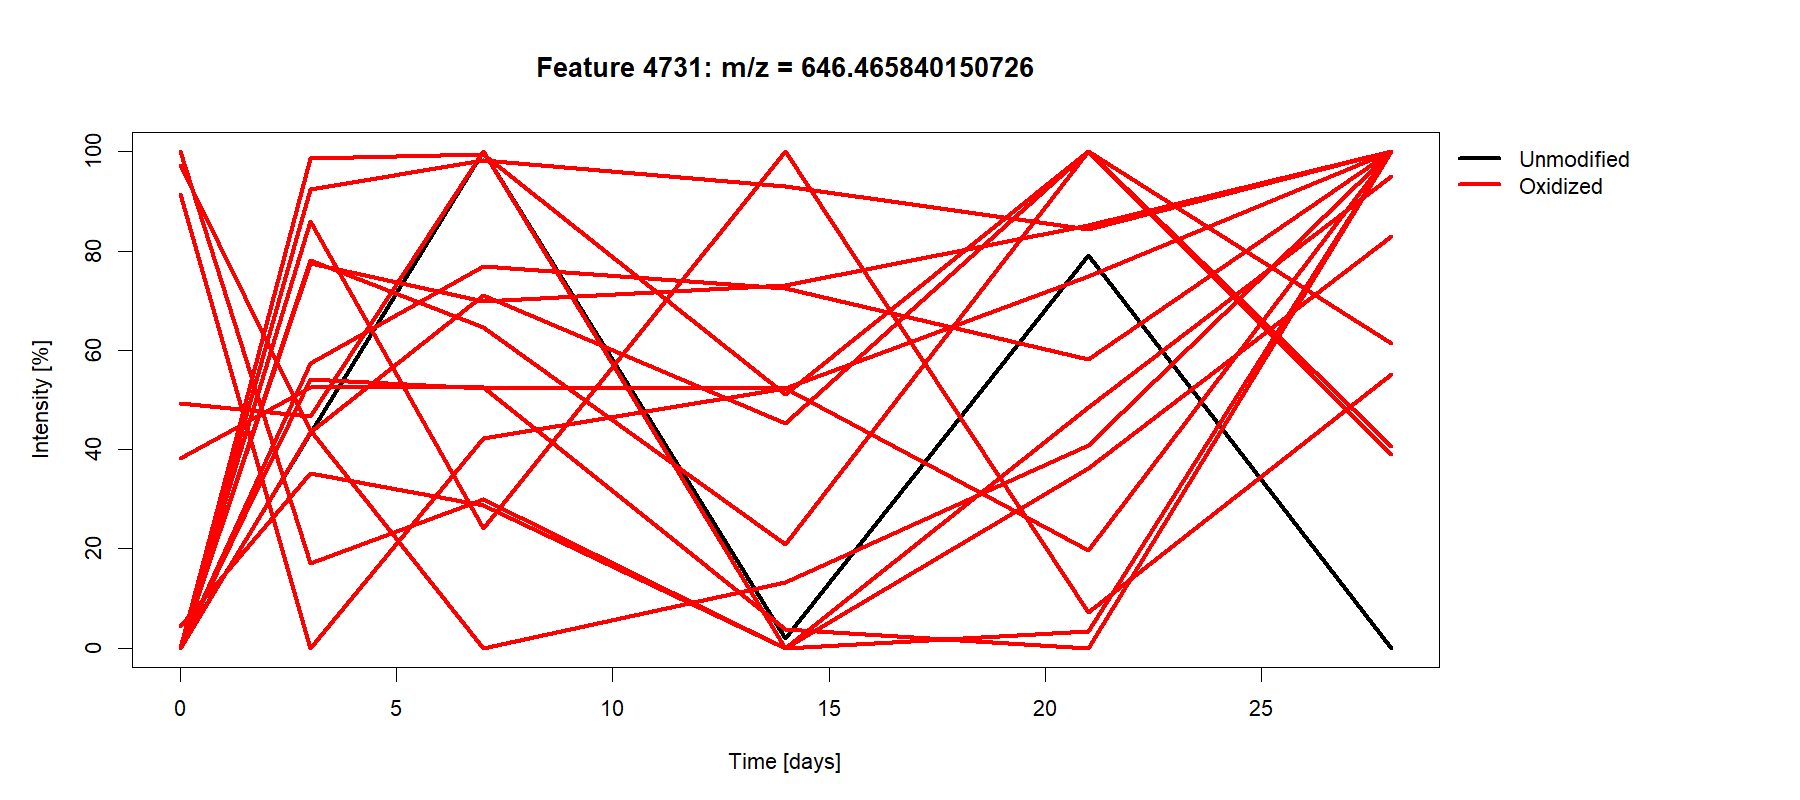 Feature 4731: m/z = 646.465840150726
Unmodified
Oxidized
Intensity [%]
100
80
60
40
20
0
0 5 10 15 20 25
Time [days]